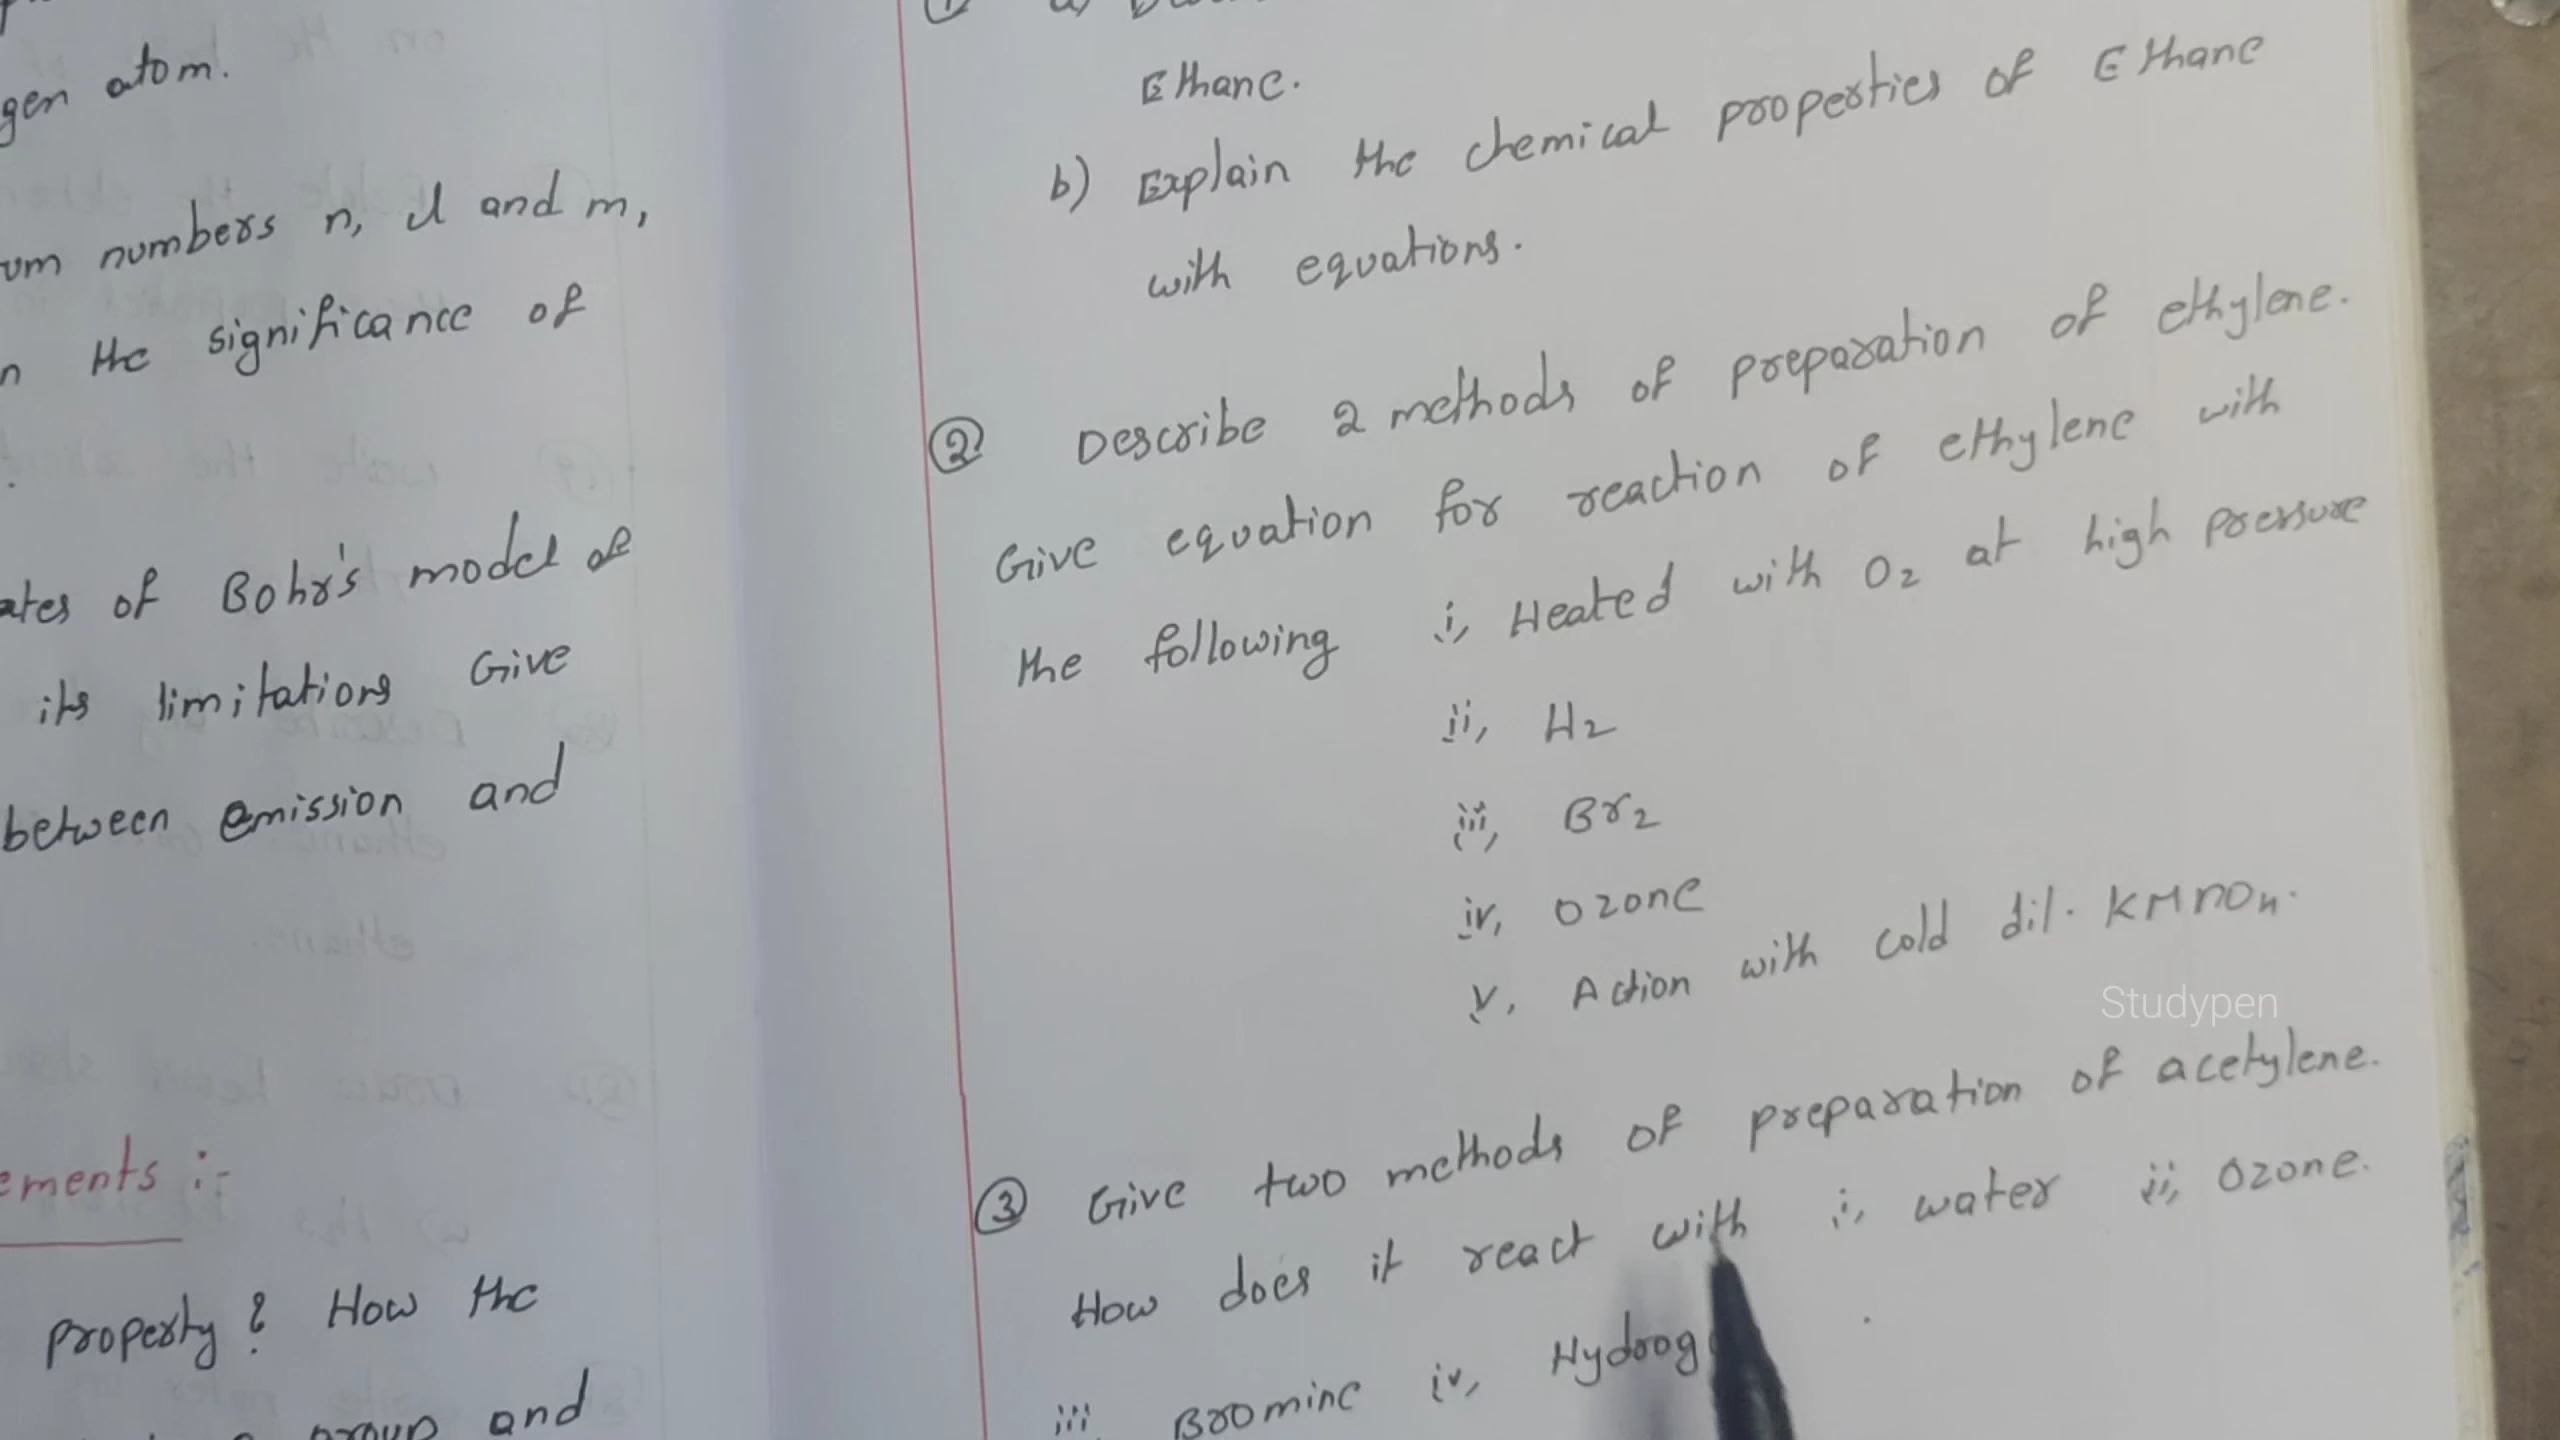 gen atom.
um numbers n, l and m,
n the significance of
ates of Bohr's model of
its limitations Give
between emission and
ements :-
property? How the
group and
Ethane.
b) Explain the chemical properties of Ethane
with equations.
② Describe 2 methods of preparation of ethylene.
Give equation for reaction of ethylene with
the following i, Heated with O2 at high pressure
ii, H2
iii, Br2
iv, Ozone
v, Action with cold dil. KMnO4.
Studypen
③ Give two methods of preparation of acetylene.
How does it react with i, water ii, Ozone.
iii Bromine iv, Hydrog